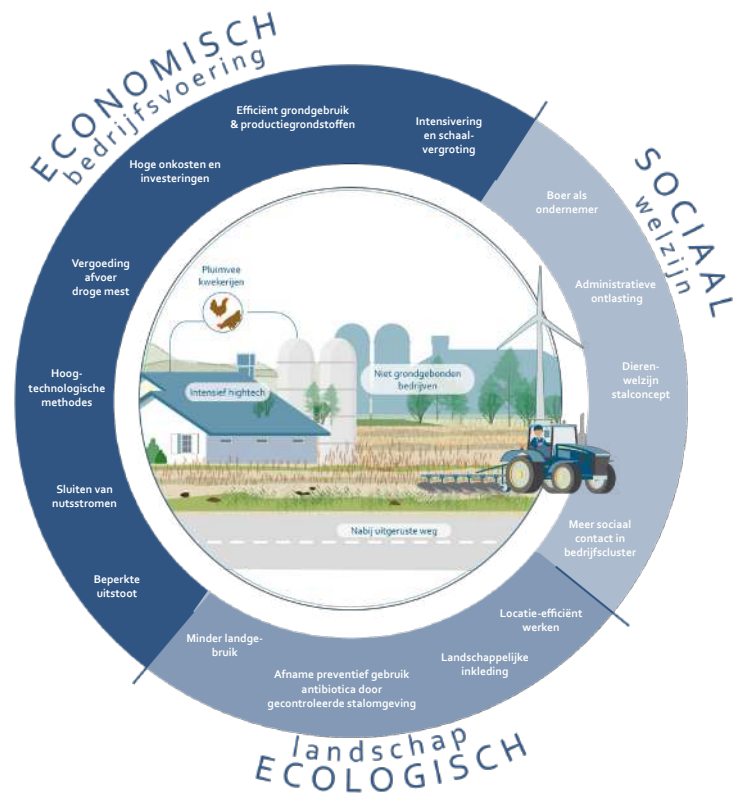 ECONOMISCH
bedrijfsvoering
Efficiënt grondgebruik
& productiegrondstoffen
Intensivering
en schaal-
vergroting
Hoge onkosten en
investeringen
Vergoeding
afvoer
droge mest
Hoog-
technologische
methodes
Sluiten van
nutsstromen
Beperkte
uitstoot
SOCIAAL
welzijn
Boer als
ondernemer
Administratieve
ontlasting
Dieren-
welzijn
stalconcept
Meer sociaal
contact in
bedrijfscluster
Pluimvee
kwekerijen
Intensief hightech
Niet grondgebonden
bedrijven
Nabij uitgeruste weg
Locatie-efficiënt
werken
Landschappelijke
inkleding
Afname preventief gebruik
antibiotica door
gecontroleerde stalomgeving
Minder landge-
bruik
landschap
ECOLOGISCH